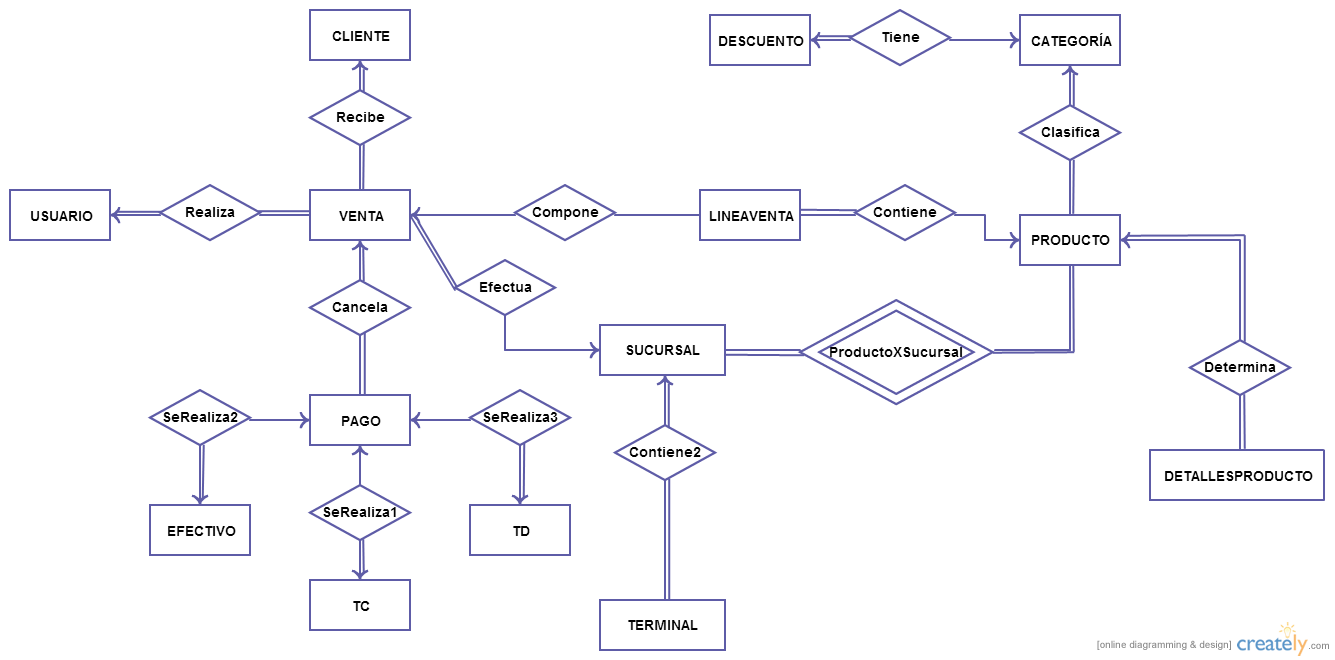 CLIENTE
DESCUENTO
Tiene
CATEGORÍA
Recibe
Clasifica
USUARIO
Realiza
VENTA
Compone
LINEAVENTA
Contiene
PRODUCTO
Cancela
Efectua
SUCURSAL
ProductoXSucursal
Determina
SeRealiza2
PAGO
SeRealiza3
Contiene2
DETALLESPRODUCTO
EFECTIVO
SeRealiza1
TD
TC
TERMINAL
[online diagramming & design] creately.com